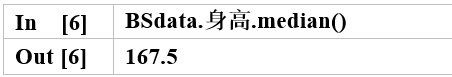 In [6] BSdata.身高.median()
Out [6] 167.5